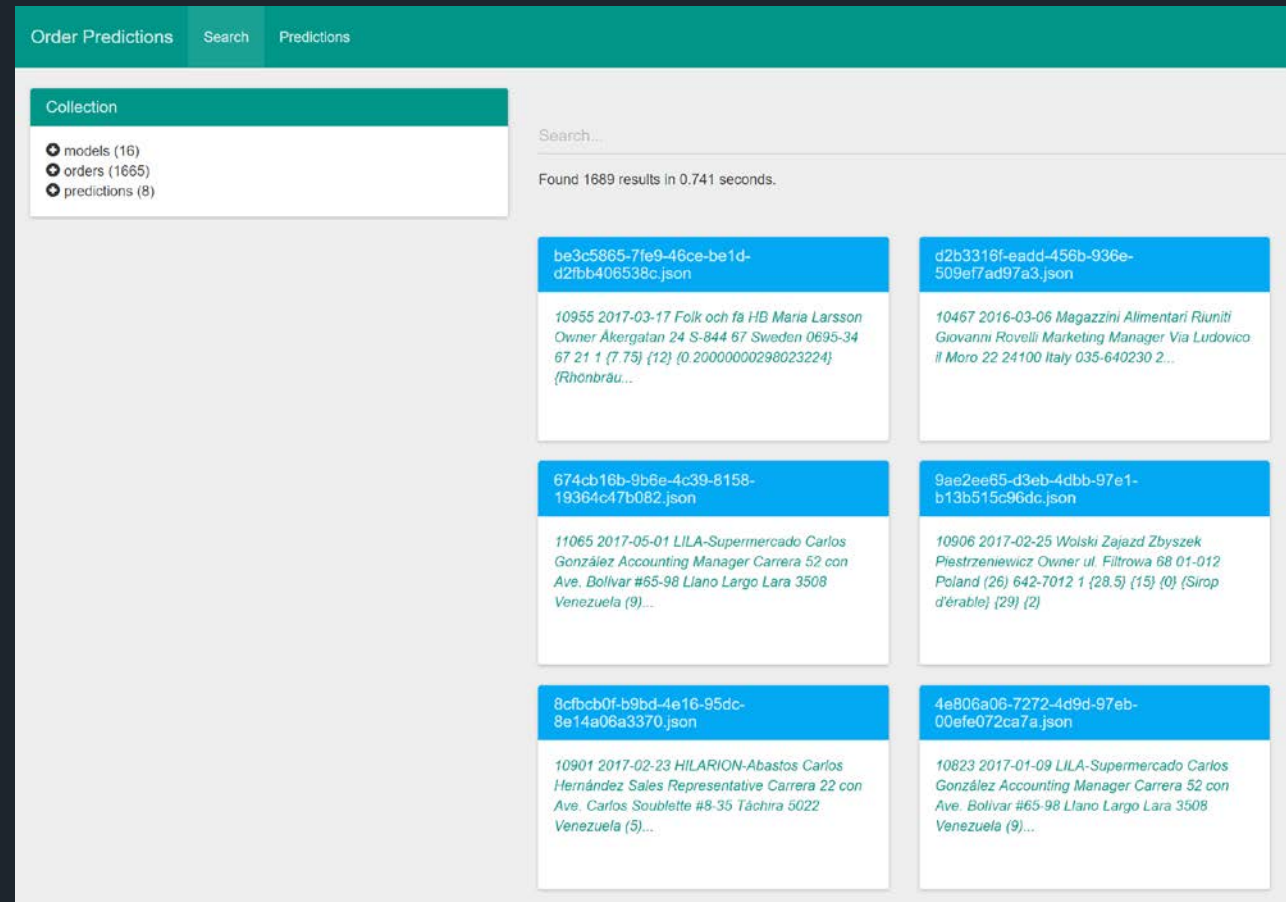 Order Predictions
Search
Predictions
Collection
models (16)
orders (1665)
predictions (8)
Search...
Found 1689 results in 0.741 seconds.
be3c5865-7fe9-46ce-be1d-
d2fbb406538c.json
10955 2017-03-17 Folk och fä HB Maria Larsson
Owner Åkergatan 24 S-844 67 Sweden 0695-34
67 21 1 {7.75} {12} {0.20000000298023224}
{Rhönbräu...
d2b3316f-eadd-456b-936e-
509ef7ad97a3.json
10467 2016-03-06 Magazzini Alimentari Riuniti
Giovanni Rovelli Marketing Manager Via Ludovico
il Moro 22 24100 Italy 035-640230 2...
674cb16b-9b6e-4c39-8158-
19364c47b082.json
11065 2017-05-01 LILA-Supermercado Carlos
González Accounting Manager Carrera 52 con
Ave. Bolívar #65-98 Llano Largo Lara 3508
Venezuela (9)...
9ae2ee65-d3eb-4dbb-97e1-
b13b515c96dc.json
10906 2017-02-25 Wolski Zajazd Zbyszek
Piestrzeniewicz Owner ul. Filtrowa 68 01-012
Poland (26) 642-7012 1 {28.5} {15} {0} {Sirop
d'érable} {29} {2}
8cfbcb0f-b9bd-4e16-95dc-
8e14a06a3370.json
10901 2017-02-23 HILARION-Abastos Carlos
Hernández Sales Representative Carrera 22 con
Ave. Carlos Soublette #8-35 Táchira 5022
Venezuela (5)...
4e806a06-7272-4d9d-97eb-
00efe072ca7a.json
10823 2017-01-09 LILA-Supermercado Carlos
González Accounting Manager Carrera 52 con
Ave. Bolívar #65-98 Llano Largo Lara 3508
Venezuela (9)...